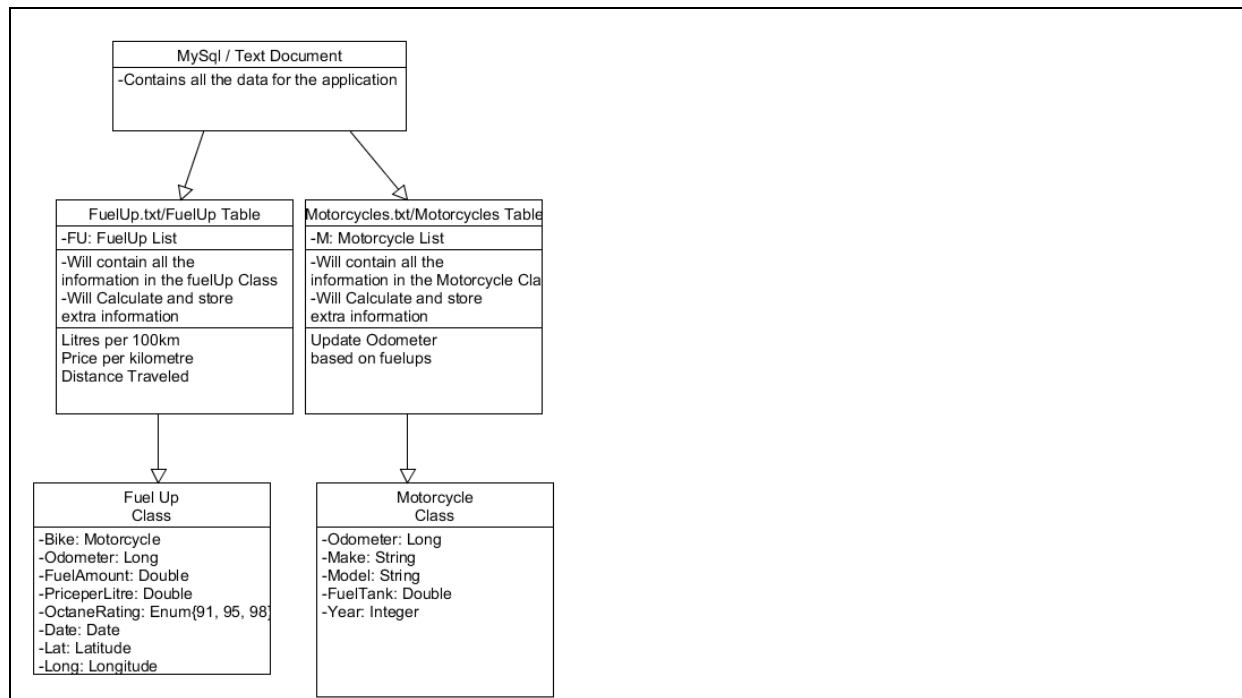 MySql / Text Document
-Contains all the data for the application
FuelUp.txt/FuelUp Table
-FU: FuelUp List
-Will contain all the
information in the fuelUp Class
-Will Calculate and store
extra information
Litres per 100km
Price per kilometre
Distance Traveled
Motorcycles.txt/Motorcycles Table
-M: Motorcycle List
-Will contain all the
information in the Motorcycle Cla
-Will Calculate and store
extra information
Update Odometer
based on fuelups
Fuel Up
Class
-Bike: Motorcycle
-Odometer: Long
-FuelAmount: Double
-PriceperLitre: Double
-OctaneRating: Enum{91, 95, 98}
-Date: Date
-Lat: Latitude
-Long: Longitude
Motorcycle
Class
-Odometer: Long
-Make: String
-Model: String
-FuelTank: Double
-Year: Integer